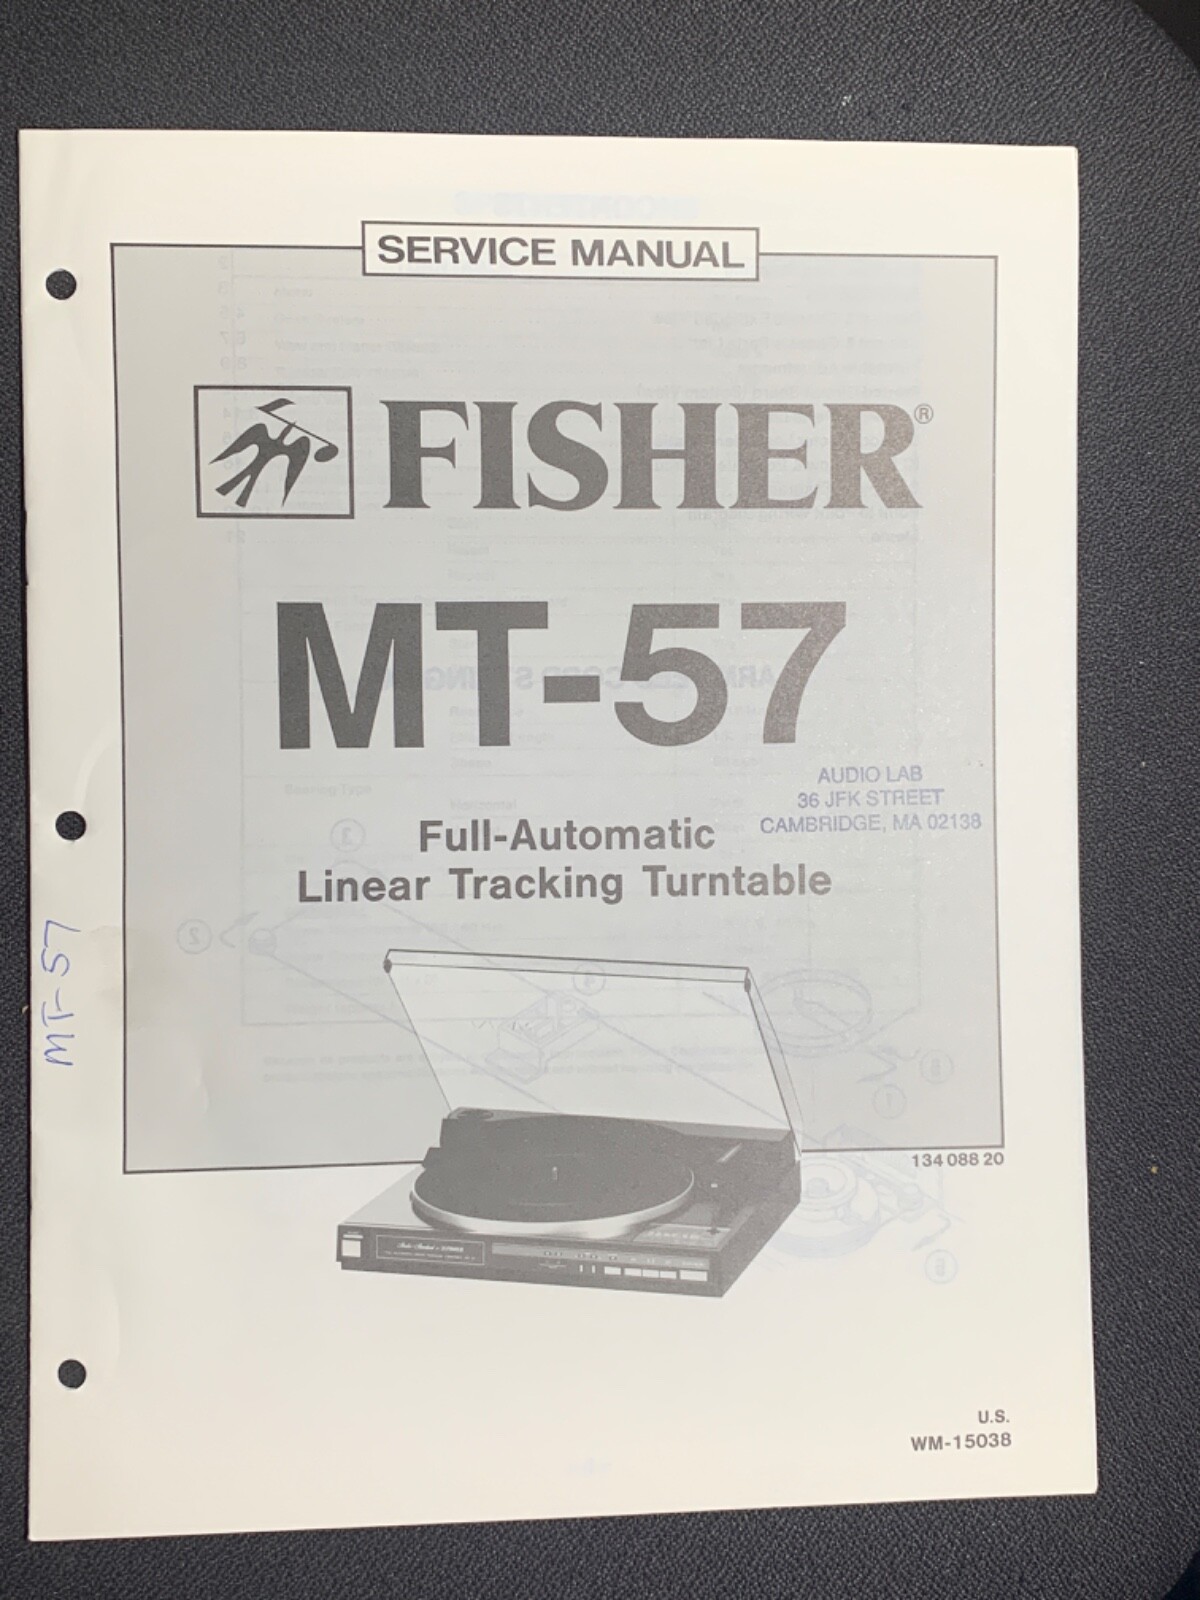 SERVICE MANUAL
FISHER®
MT-57
AUDIO LAB
36 JFK STREET
CAMBRIDGE, MA 02138
Full-Automatic
Linear Tracking Turntable
MT-57
134 088 20
U.S.
WM-15038